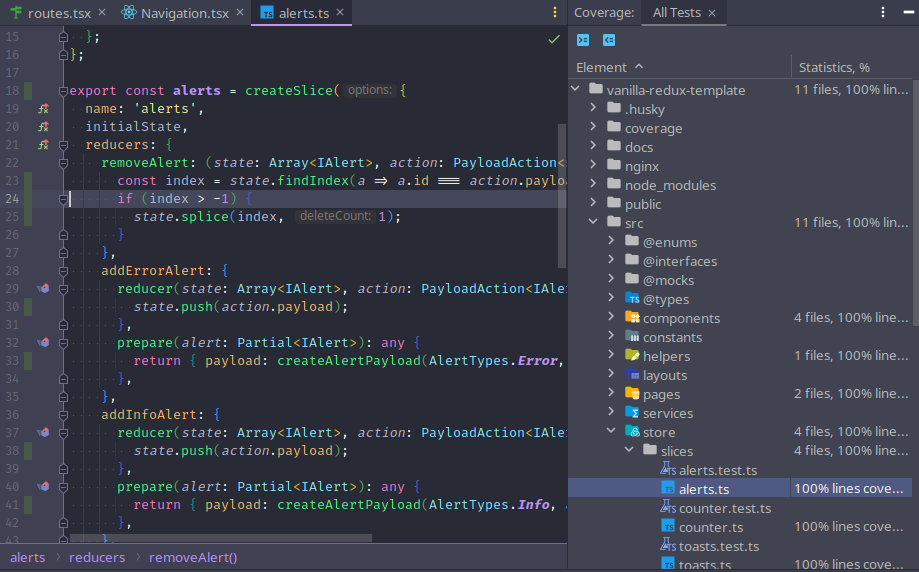 routes.tsx
Navigation.tsx
alerts.ts
15 };
16 };
17
18 export const alerts = createSlice( options: {
19 name: 'alerts',
20 initialState,
21 reducers: {
22 removeAlert: (state: Array<IAlert>, action: PayloadAction<
23 const index = state.findIndex(a => a.id === action.paylo
24 if (index > -1) {
25 state.splice(index, deleteCount: 1);
26 }
27 },
28 addErrorAlert: {
29 reducer(state: Array<IAlert>, action: PayloadAction<IAle
30 state.push(action.payload);
31 },
32 prepare(alert: Partial<IAlert>): any {
33 return { payload: createAlertPayload(AlertTypes.Error,
34 },
35 },
36 addInfoAlert: {
37 reducer(state: Array<IAlert>, action: PayloadAction<IAle
38 state.push(action.payload);
39 },
40 prepare(alert: Partial<IAlert>): any {
41 return { payload: createAlertPayload(AlertTypes.Info,
42 },
43 },
alerts > reducers > removeAlert()
Coverage: All Tests
Element Statistics, %
vanilla-redux-template 11 files, 100% lin...
.husky
coverage
docs
nginx
node_modules
public
src 11 files, 100% lin...
@enums
@interfaces
@mocks
@types
components 4 files, 100% line...
constants
helpers 1 files, 100% line...
layouts
pages 2 files, 100% line...
services
store 4 files, 100% line...
slices 4 files, 100% line...
alerts.test.ts
alerts.ts 100% lines cove...
counter.test.ts
counter.ts 100% lines cove...
toasts.test.ts
toasts.ts 100% lines cove...